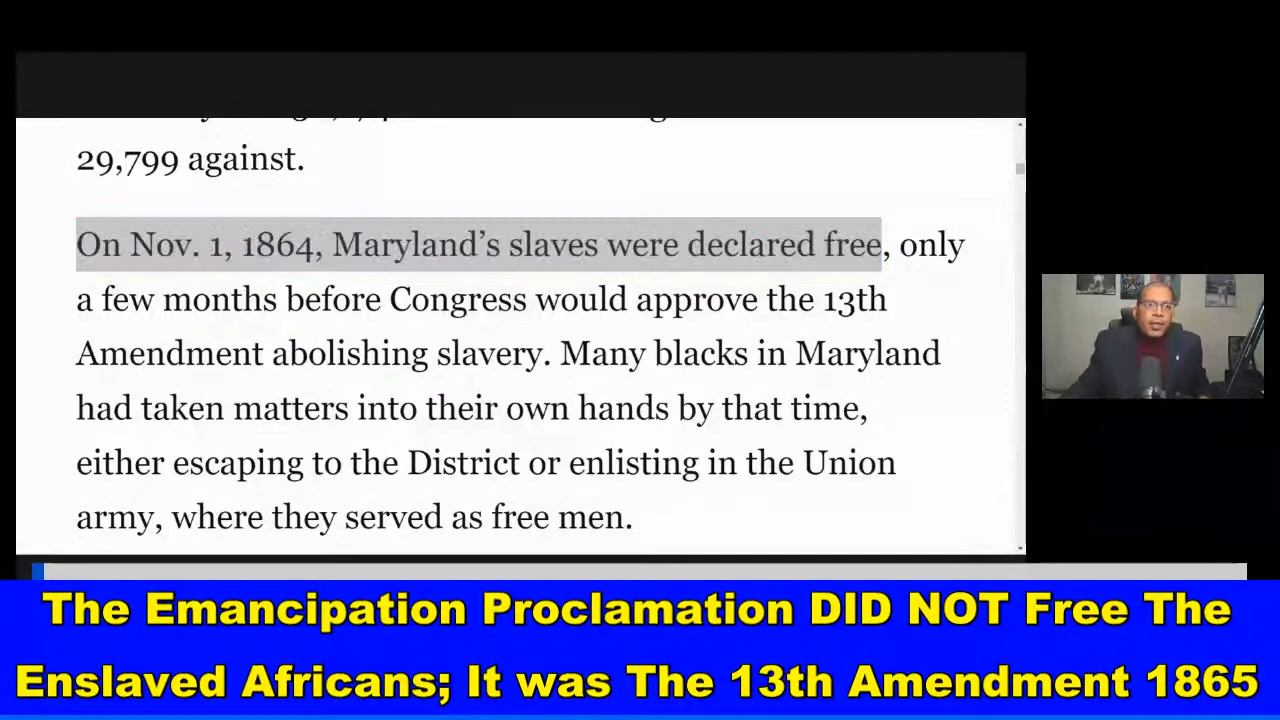 29,799 against.
On Nov. 1, 1864, Maryland’s slaves were declared free, only
a few months before Congress would approve the 13th
Amendment abolishing slavery. Many blacks in Maryland
had taken matters into their own hands by that time,
either escaping to the District or enlisting in the Union
army, where they served as free men.
The Emancipation Proclamation DID NOT Free The
Enslaved Africans; It was The 13th Amendment 1865